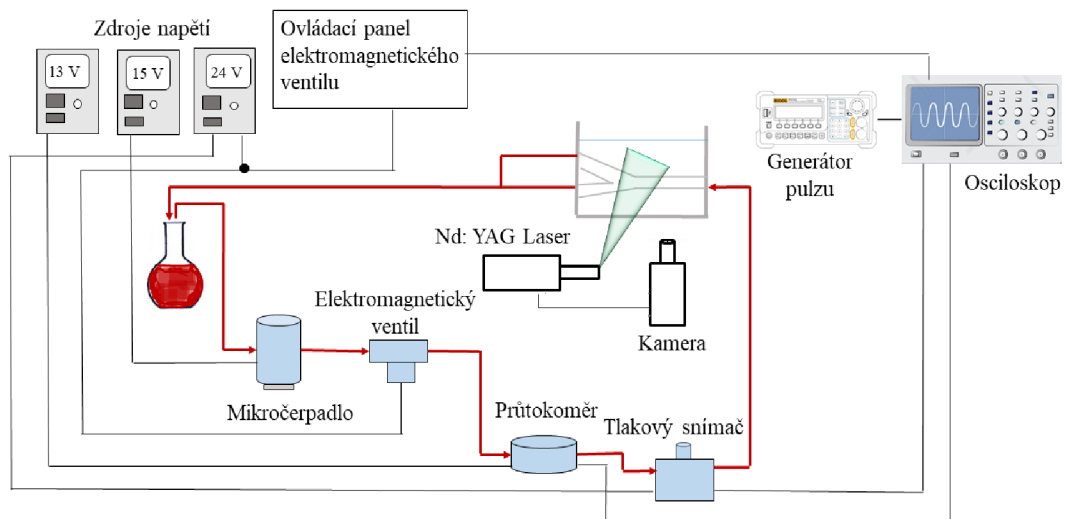 Zdroje napětí
13 V
15 V
24 V
Ovládací panel
elektromagnetického
ventilu
Generátor
pulzu
Osciloskop
Nd: YAG Laser
Kamera
Elektromagnetický
ventil
Mikročerpadlo
Průtokoměr
Tlakový snímač